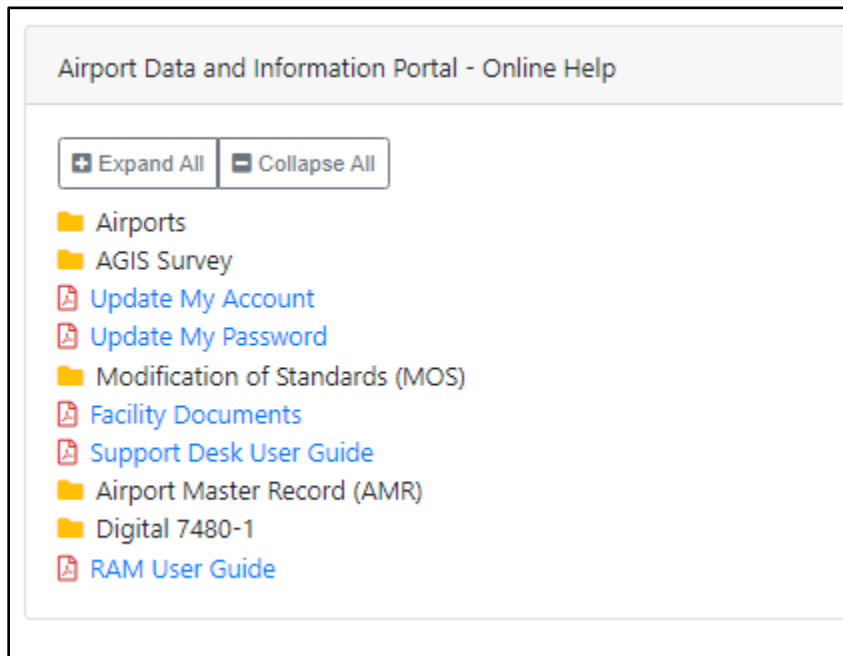 Airport Data and Information Portal - Online Help
Expand All Collapse All
Airports
AGIS Survey
Update My Account
Update My Password
Modification of Standards (MOS)
Facility Documents
Support Desk User Guide
Airport Master Record (AMR)
Digital 7480-1
RAM User Guide